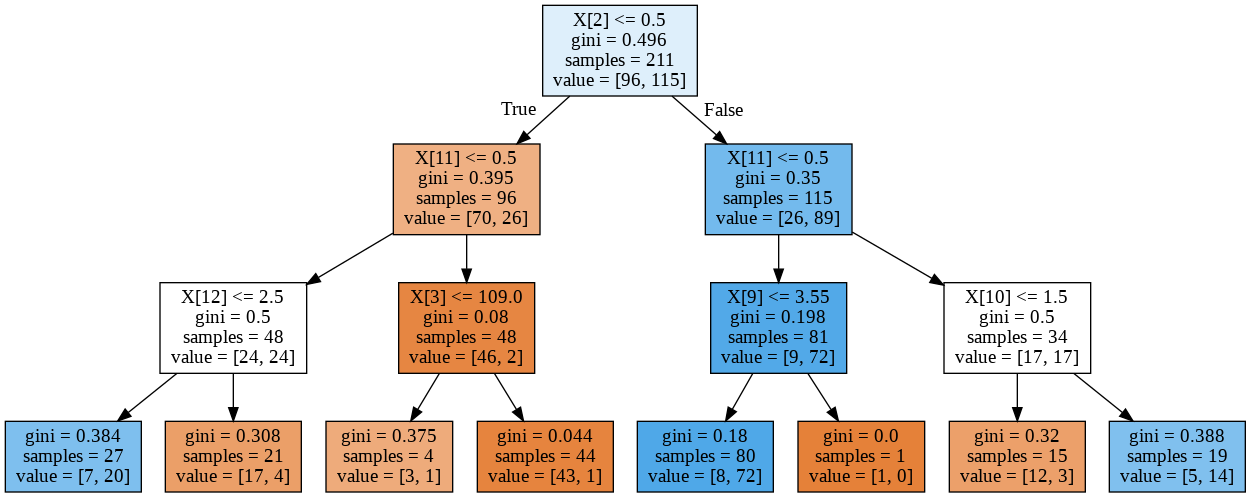 X[2] <= 0.5
gini = 0.496
samples = 211
value = [96, 115]
True
False
X[11] <= 0.5
gini = 0.395
samples = 96
value = [70, 26]
X[11] <= 0.5
gini = 0.35
samples = 115
value = [26, 89]
X[12] <= 2.5
gini = 0.5
samples = 48
value = [24, 24]
X[3] <= 109.0
gini = 0.08
samples = 48
value = [46, 2]
X[9] <= 3.55
gini = 0.198
samples = 81
value = [9, 72]
X[10] <= 1.5
gini = 0.5
samples = 34
value = [17, 17]
gini = 0.384
samples = 27
value = [7, 20]
gini = 0.308
samples = 21
value = [17, 4]
gini = 0.375
samples = 4
value = [3, 1]
gini = 0.044
samples = 44
value = [43, 1]
gini = 0.18
samples = 80
value = [8, 72]
gini = 0.0
samples = 1
value = [1, 0]
gini = 0.32
samples = 15
value = [12, 3]
gini = 0.388
samples = 19
value = [5, 14]